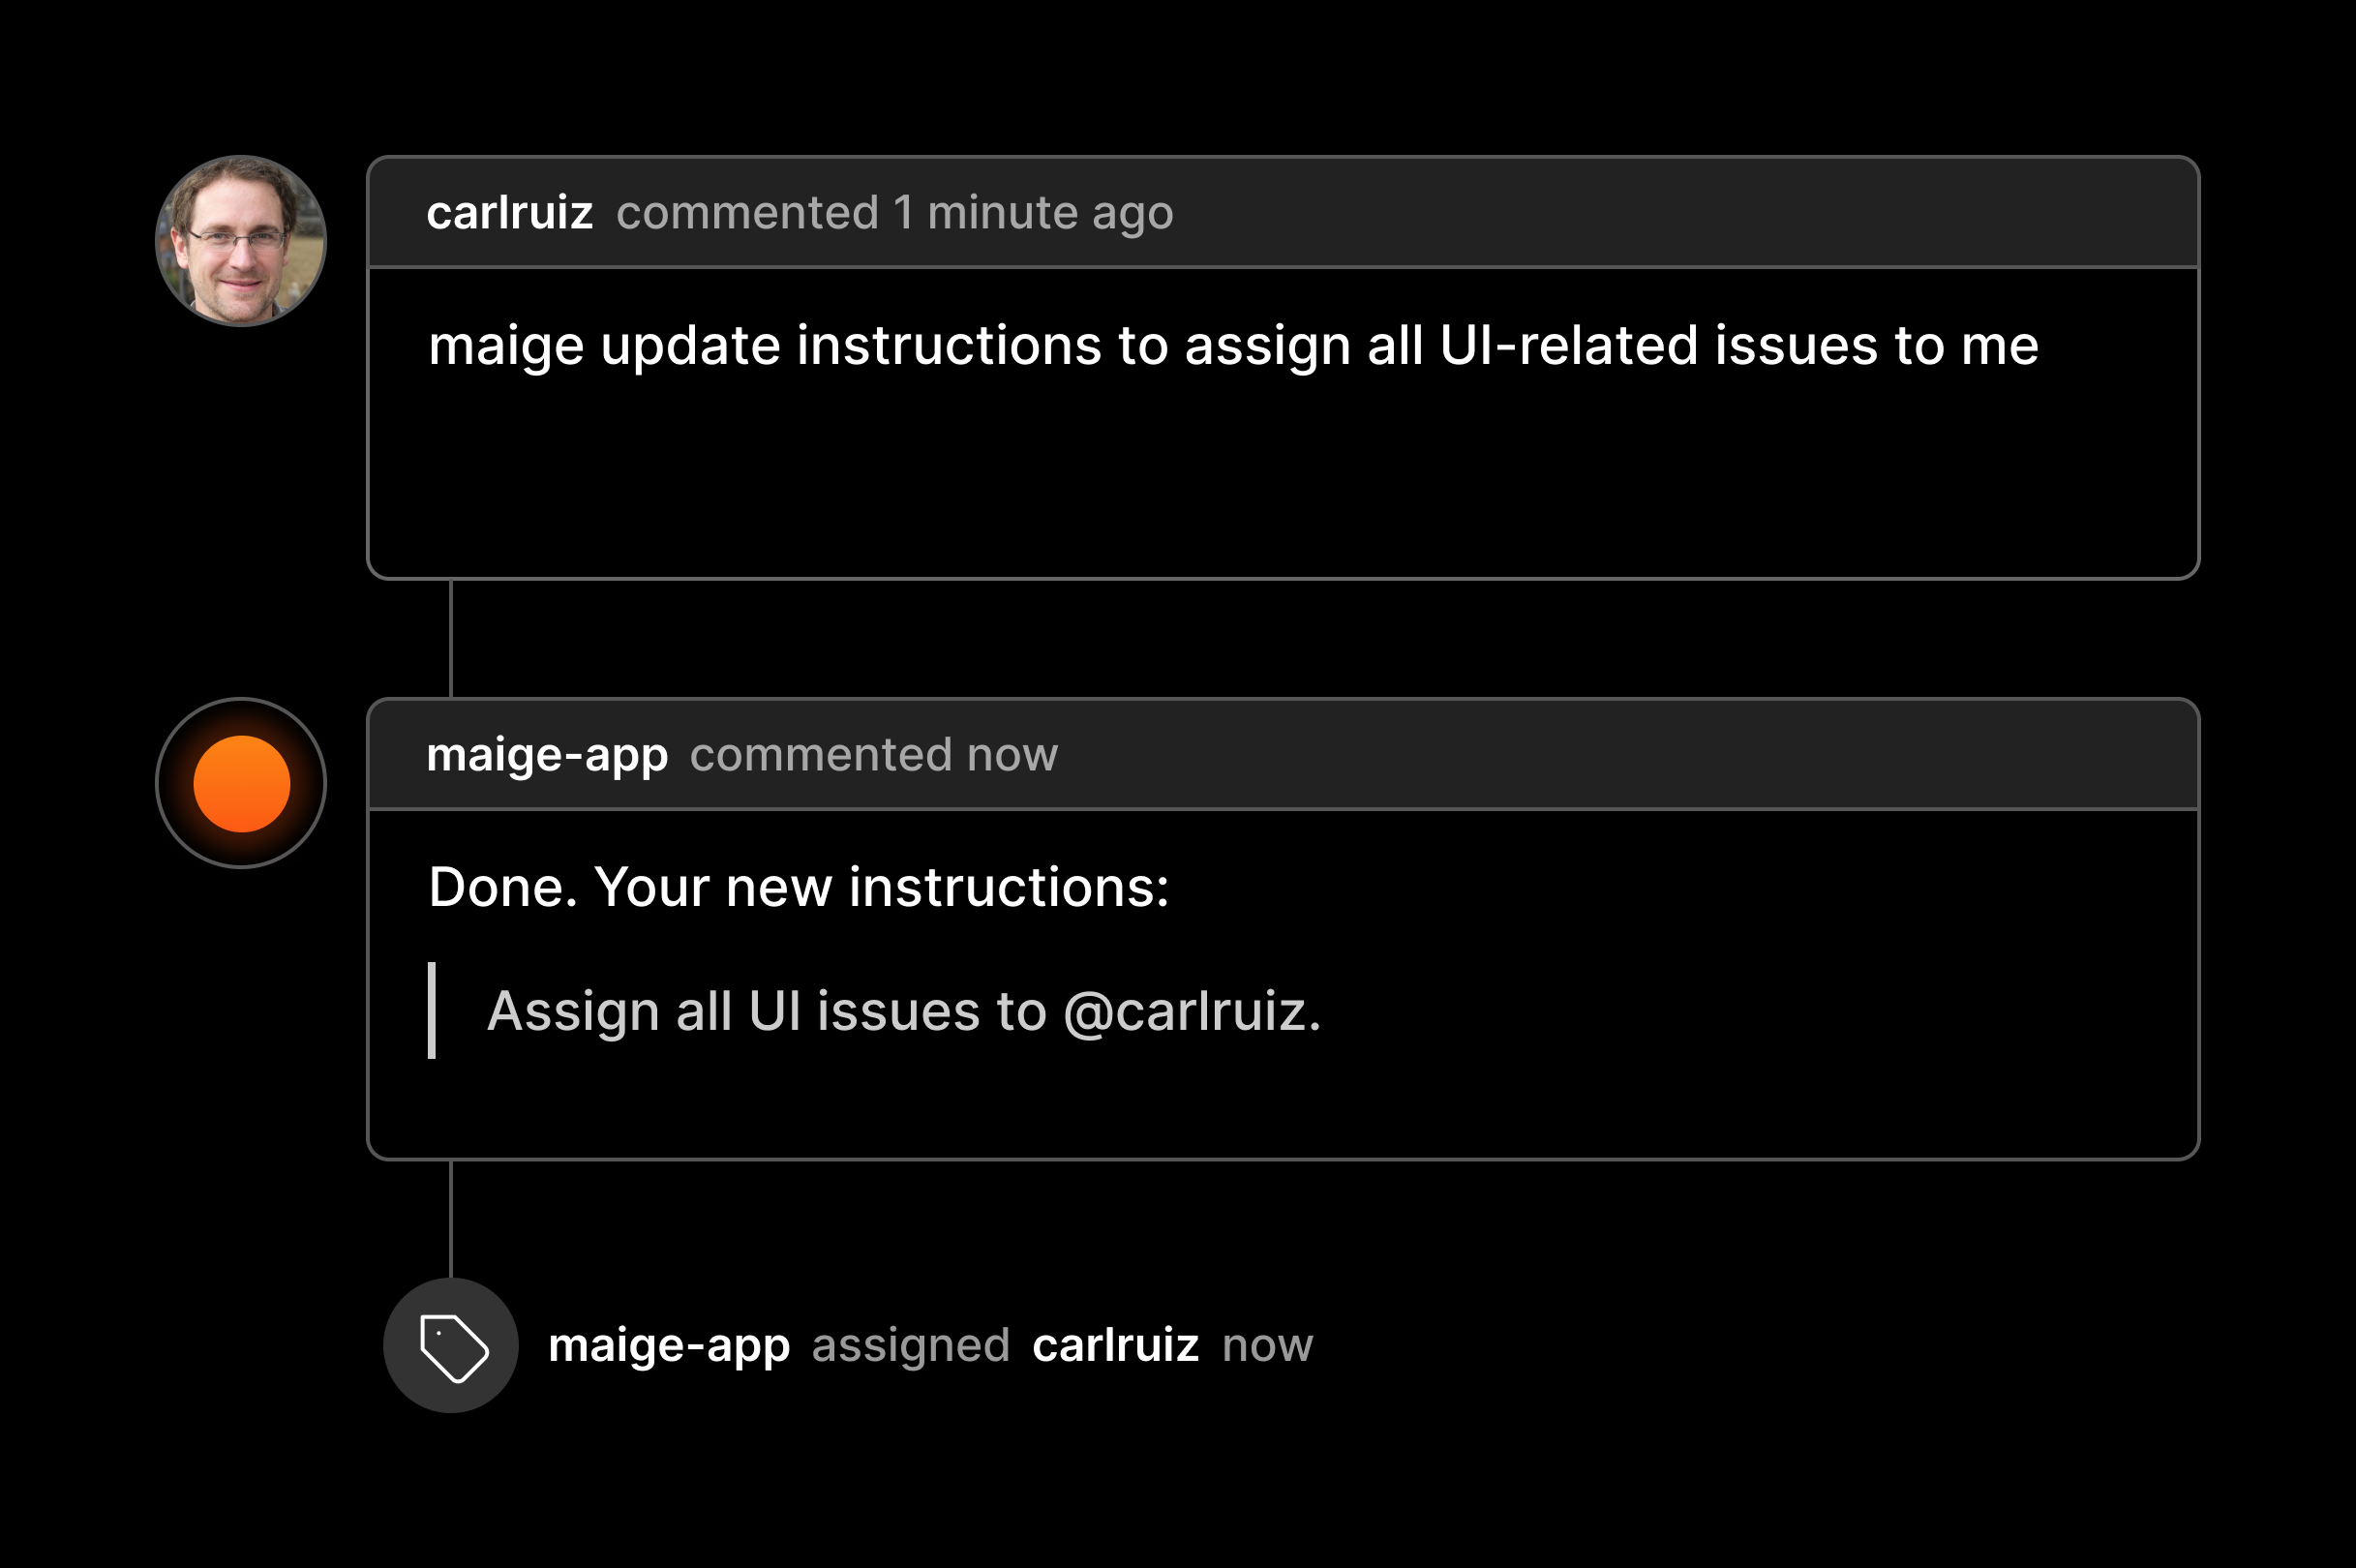 carlruiz commented 1 minute ago
maige update instructions to assign all UI-related issues to me
maige-app commented now
Done. Your new instructions:
Assign all UI issues to @carlruiz.
maige-app assigned carlruiz now